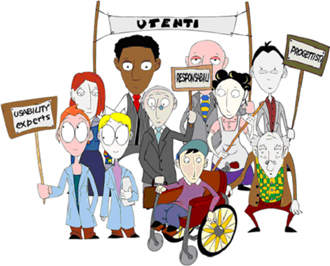 UTENTI
RESPONSABILI
PROGETTISTI
"USABILITY"
experts